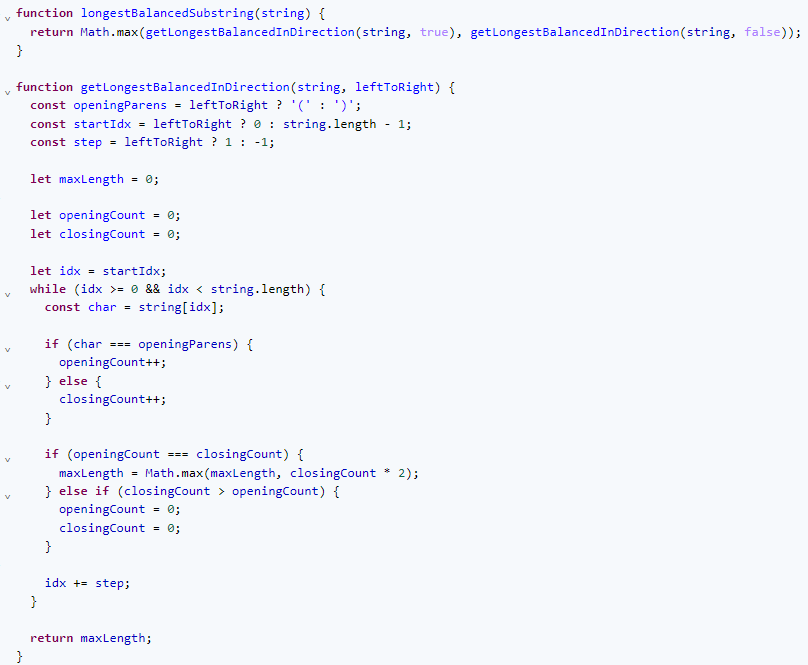 function longestBalancedSubstring(string) {
  return Math.max(getLongestBalancedInDirection(string, true), getLongestBalancedInDirection(string, false));
}

function getLongestBalancedInDirection(string, leftToRight) {
  const openingParens = leftToRight ? '(' : ')';
  const startIdx = leftToRight ? 0 : string.length - 1;
  const step = leftToRight ? 1 : -1;

  let maxLength = 0;

  let openingCount = 0;
  let closingCount = 0;

  let idx = startIdx;
  while (idx >= 0 && idx < string.length) {
    const char = string[idx];

    if (char === openingParens) {
      openingCount++;
    } else {
      closingCount++;
    }

    if (openingCount === closingCount) {
      maxLength = Math.max(maxLength, closingCount * 2);
    } else if (closingCount > openingCount) {
      openingCount = 0;
      closingCount = 0;
    }

    idx += step;
  }

  return maxLength;
}